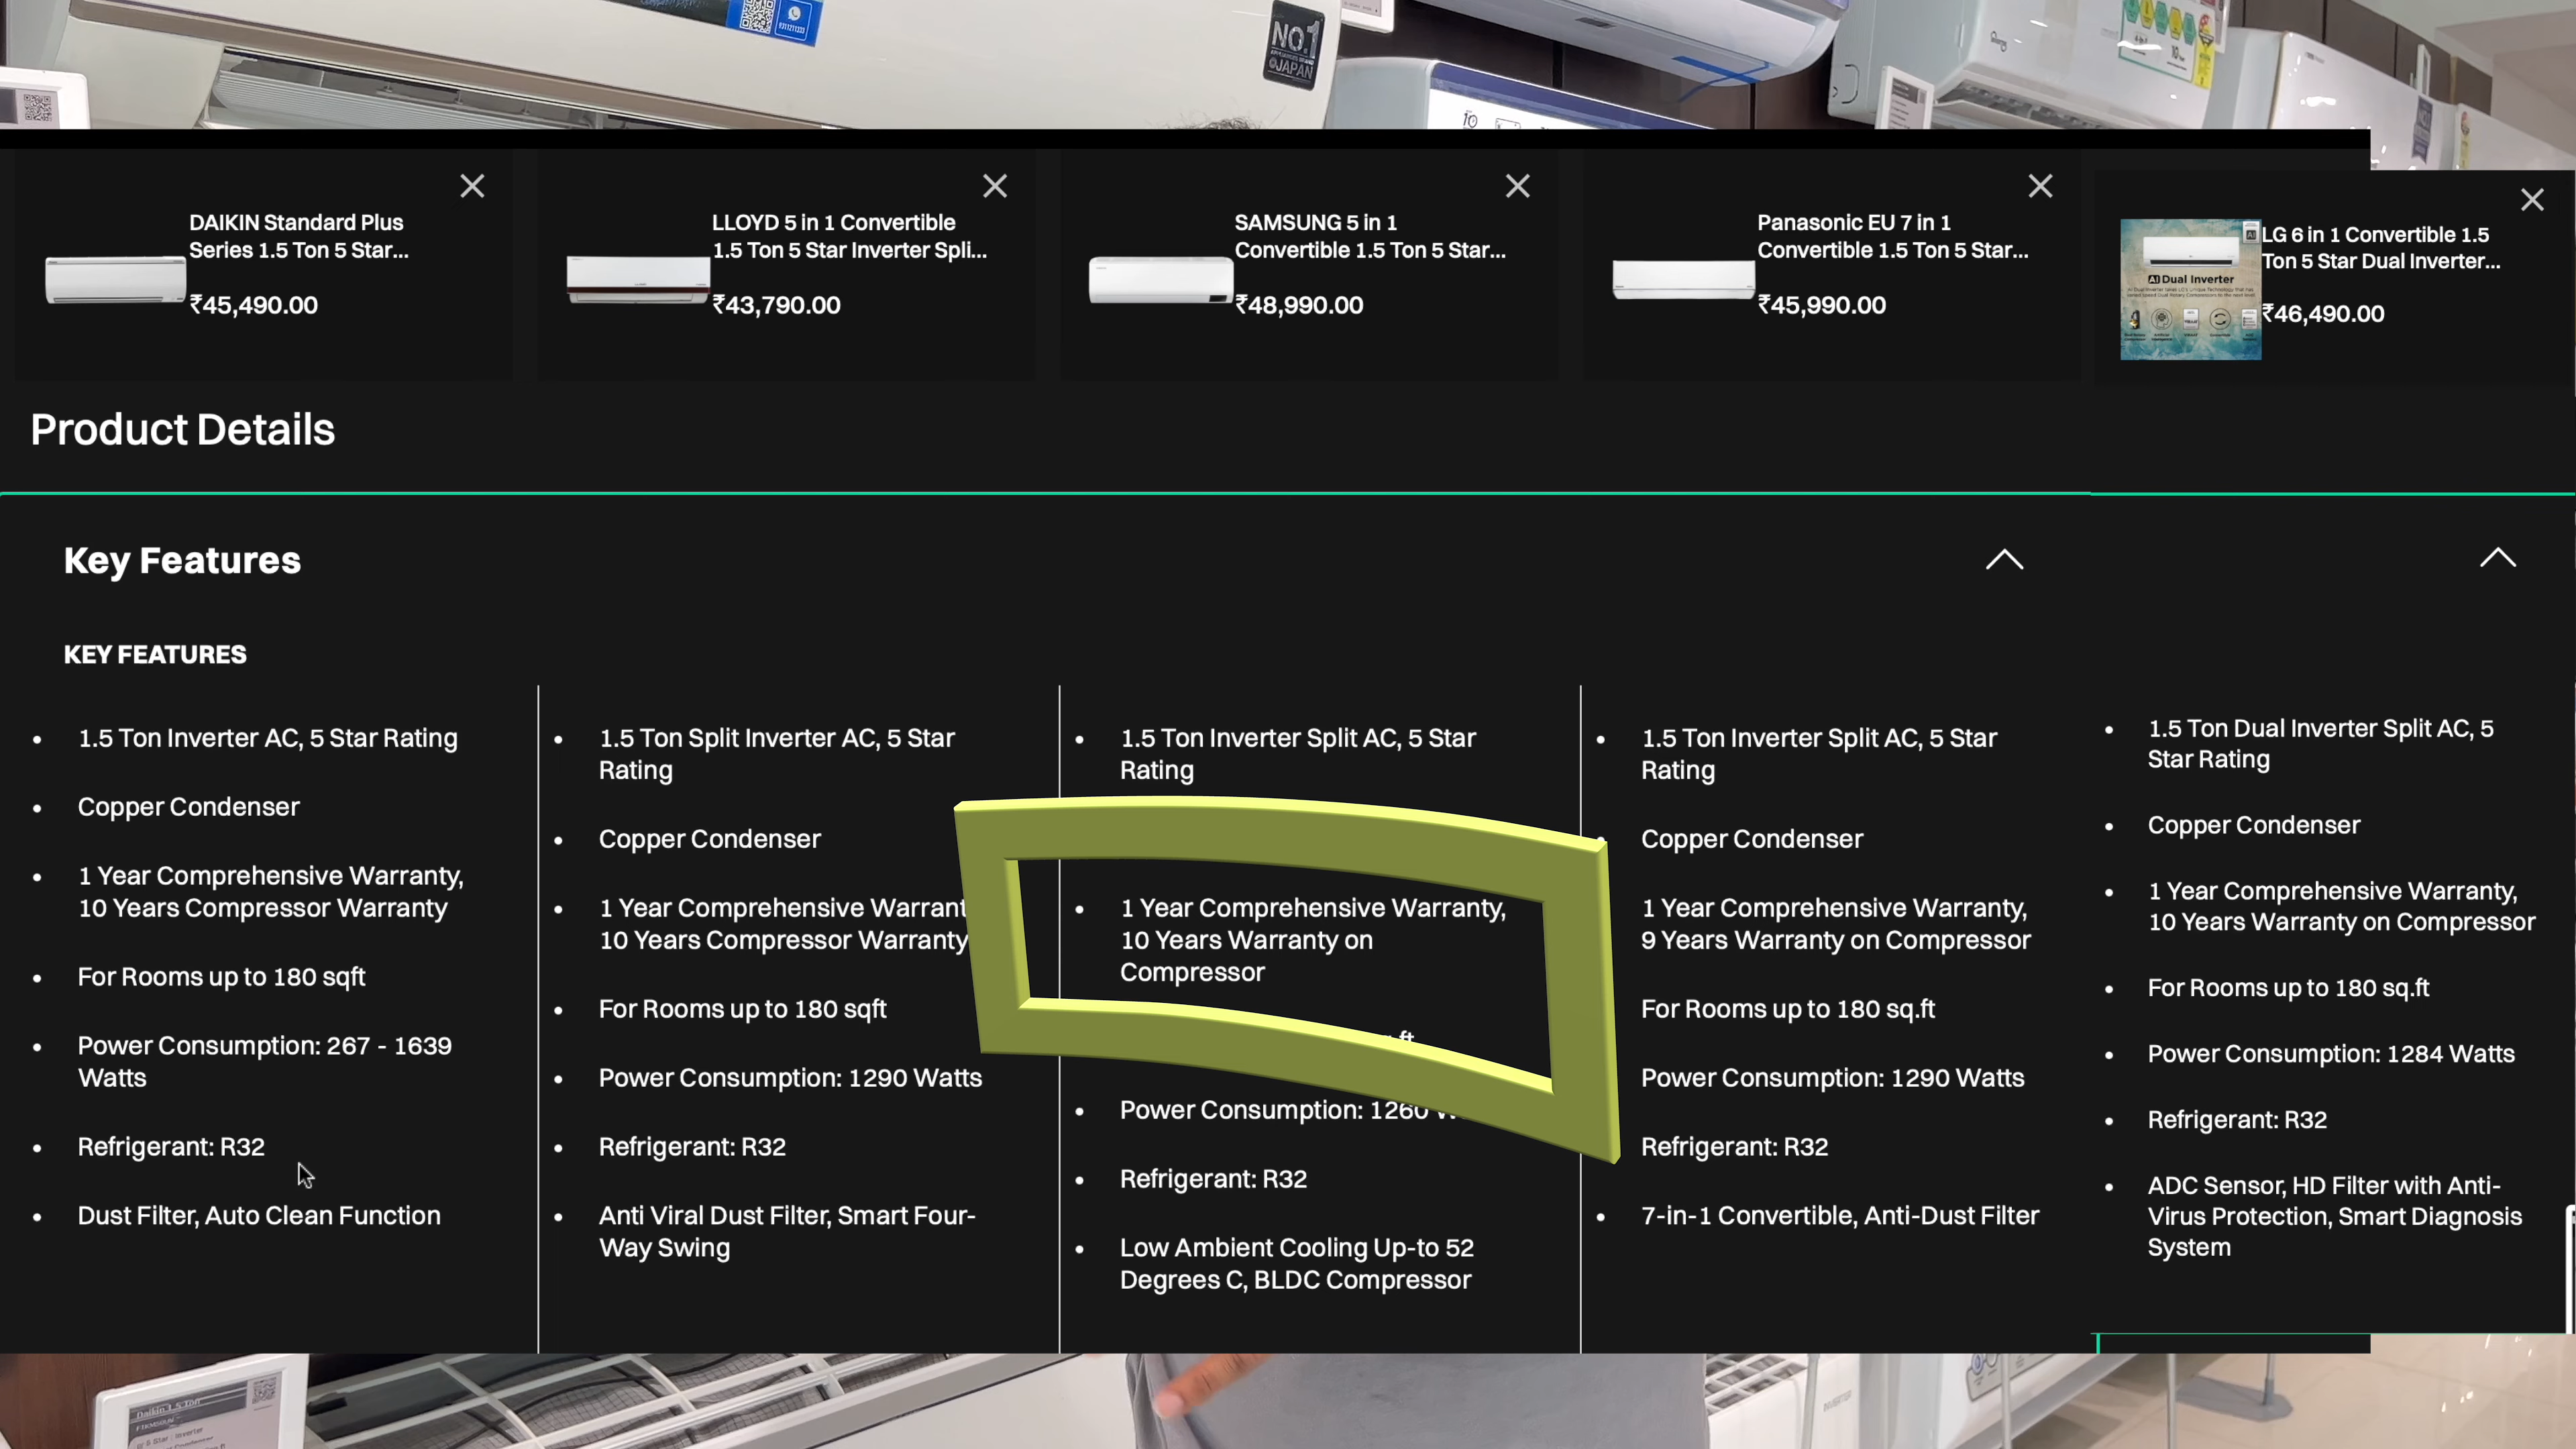 NO.1
@JAPAN
DAIKIN Standard Plus
Series 1.5 Ton 5 Star...
₹45,490.00
LLOYD 5 in 1 Convertible
1.5 Ton 5 Star Inverter Spli...
₹43,790.00
SAMSUNG 5 in 1
Convertible 1.5 Ton 5 Star...
₹48,990.00
Panasonic EU 7 in 1
Convertible 1.5 Ton 5 Star...
₹45,990.00
AI Dual Inverter
LG 6 in 1 Convertible 1.5
Ton 5 Star Dual Inverter...
₹46,490.00
Product Details
Key Features
KEY FEATURES
• 1.5 Ton Inverter AC, 5 Star Rating
• Copper Condenser
• 1 Year Comprehensive Warranty,
10 Years Compressor Warranty
• For Rooms up to 180 sqft
• Power Consumption: 267 - 1639
Watts
• Refrigerant: R32
• Dust Filter, Auto Clean Function
• 1.5 Ton Split Inverter AC, 5 Star
Rating
• Copper Condenser
• 1 Year Comprehensive Warrant
10 Years Compressor Warranty
• For Rooms up to 180 sqft
• Power Consumption: 1290 Watts
• Refrigerant: R32
• Anti Viral Dust Filter, Smart Four-
Way Swing
• 1.5 Ton Inverter Split AC, 5 Star
Rating
• 1 Year Comprehensive Warranty,
10 Years Warranty on
Compressor
ft
• Power Consumption: 1260 W
• Refrigerant: R32
• Low Ambient Cooling Up-to 52
Degrees C, BLDC Compressor
• 1.5 Ton Inverter Split AC, 5 Star
Rating
Copper Condenser
1 Year Comprehensive Warranty,
9 Years Warranty on Compressor
For Rooms up to 180 sq.ft
Power Consumption: 1290 Watts
Refrigerant: R32
• 7-in-1 Convertible, Anti-Dust Filter
• 1.5 Ton Dual Inverter Split AC, 5
Star Rating
• Copper Condenser
• 1 Year Comprehensive Warranty,
10 Years Warranty on Compressor
• For Rooms up to 180 sq.ft
• Power Consumption: 1284 Watts
• Refrigerant: R32
• ADC Sensor, HD Filter with Anti-
Virus Protection, Smart Diagnosis
System
Daikin 1.5 Ton
5 Star | Inverter